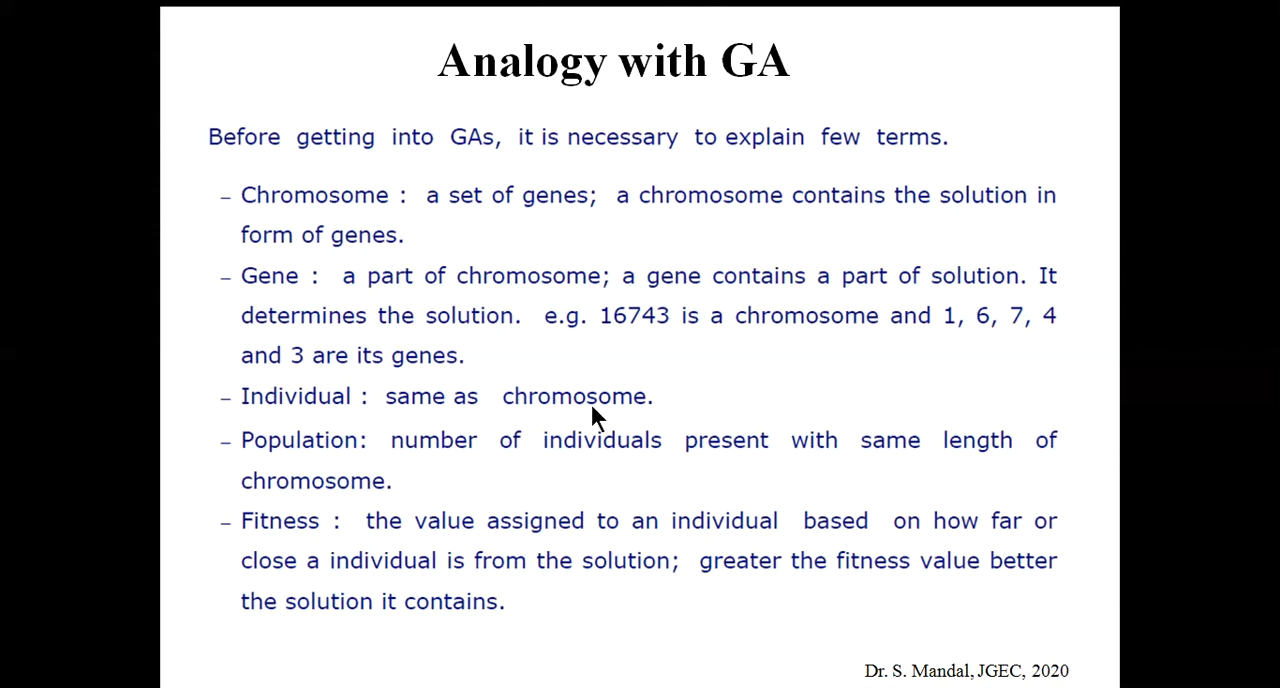 Analogy with GA
Before getting into GAs, it is necessary to explain few terms.
– Chromosome : a set of genes; a chromosome contains the solution in
form of genes.
– Gene : a part of chromosome; a gene contains a part of solution. It
determines the solution. e.g. 16743 is a chromosome and 1, 6, 7, 4
and 3 are its genes.
– Individual : same as chromosome.
– Population: number of individuals present with same length of
chromosome.
– Fitness : the value assigned to an individual based on how far or
close a individual is from the solution; greater the fitness value better
the solution it contains.
Dr. S. Mandal, JGEC, 2020